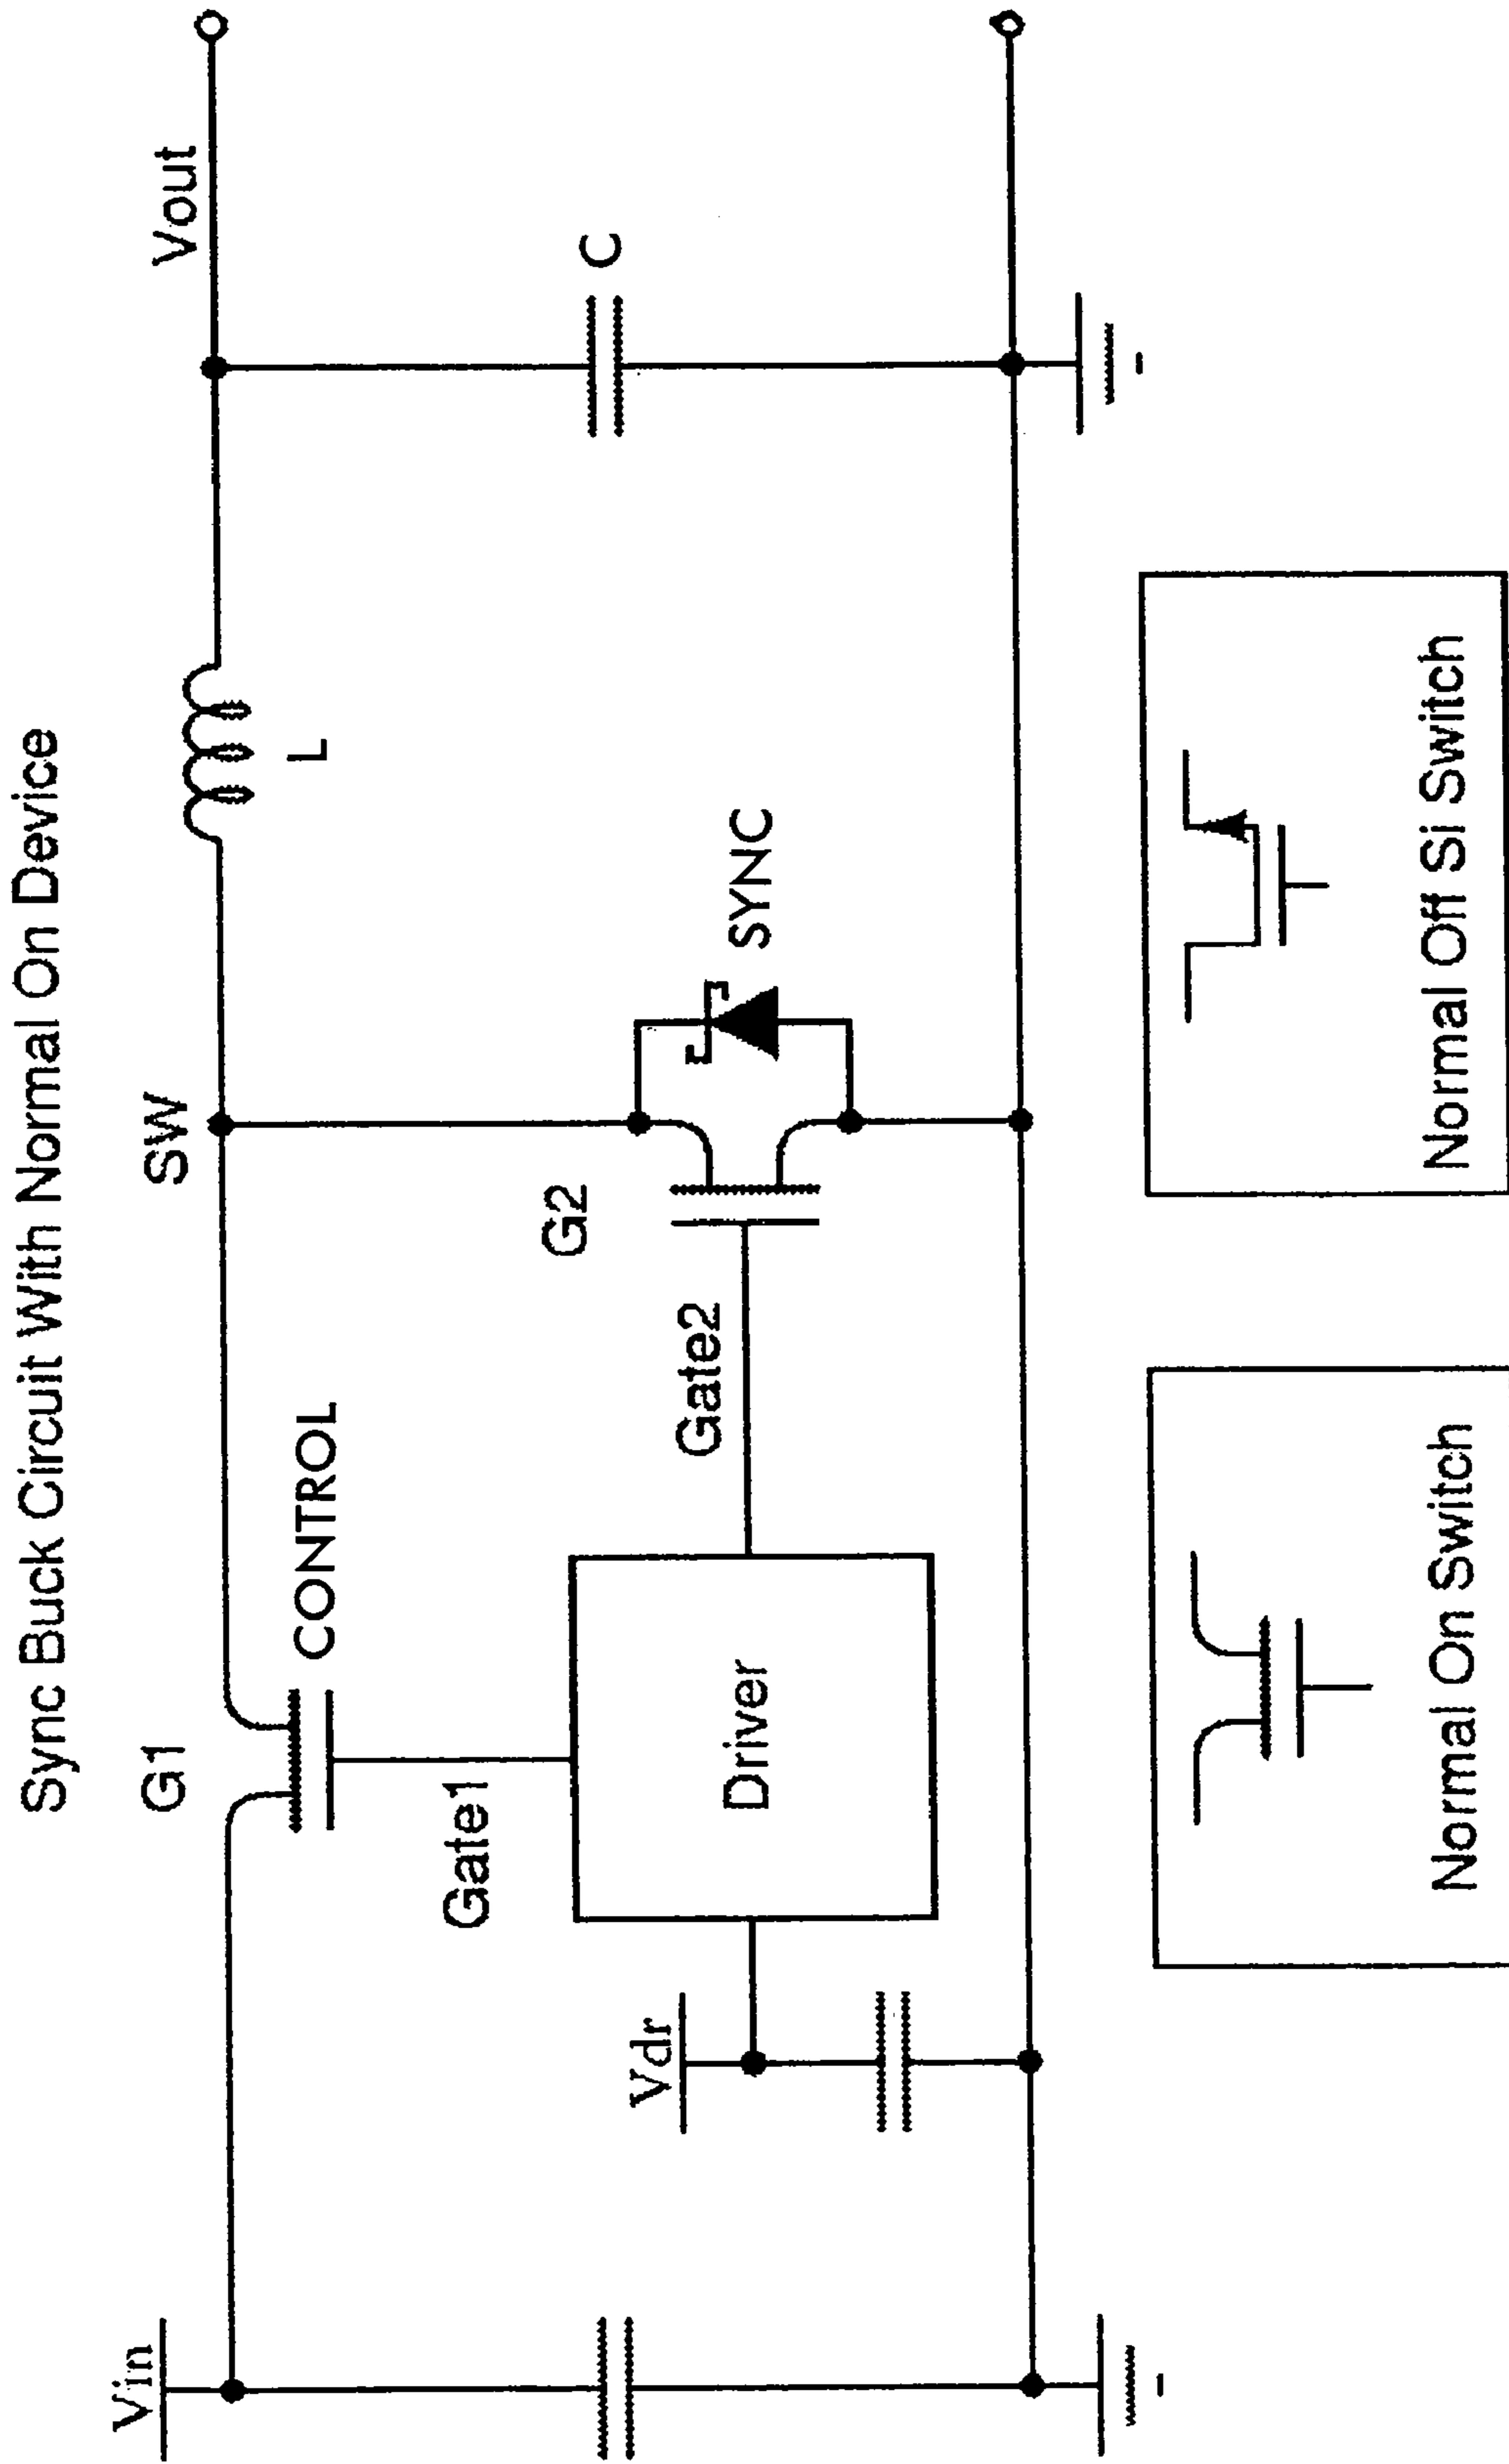 Sync Buck Circuit With Normal On Device
Vin
G1
CONTROL
SW
L
Vout
Gate1
Vdr
Driver
Gate2
G2
SYNC
C
Normal On Switch
Normal Off Si Switch